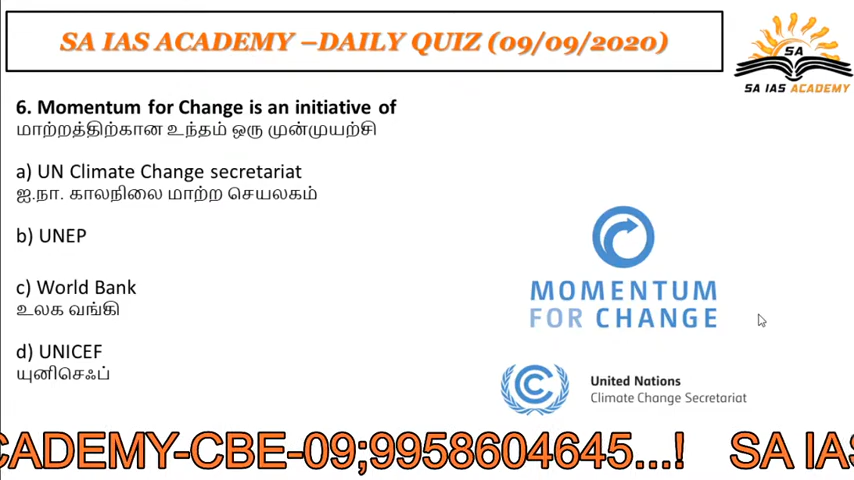 SA IAS ACADEMY –DAILY QUIZ (09/09/2020)
SA
SA IAS ACADEMY
6. Momentum for Change is an initiative of
மாற்றத்திற்கான உந்தம் ஒரு முன்முயற்சி
a) UN Climate Change secretariat
ஐ.நா. காலநிலை மாற்ற செயலகம்
b) UNEP
c) World Bank
உலக வங்கி
d) UNICEF
யுனிசெஃப்
MOMENTUM
FOR CHANGE
United Nations
Climate Change Secretariat
CADEMY-CBE-09;9958604645...! SA IAS